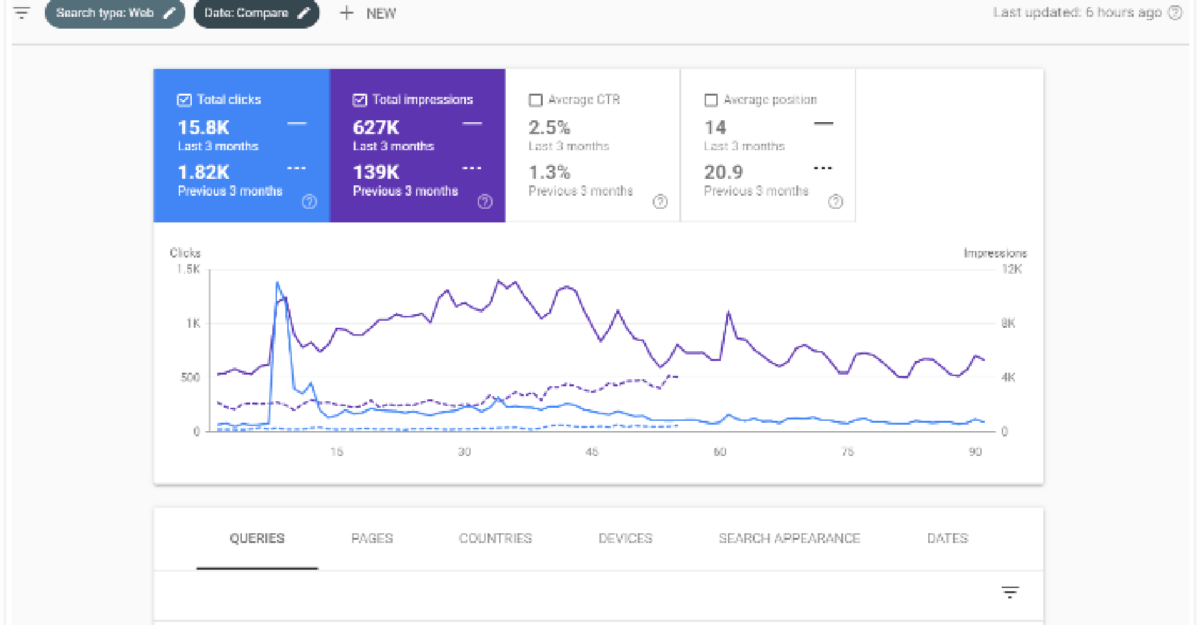 Search type: Web Date: Compare + NEW Last updated: 6 hours ago
Total clicks
15.8K
Last 3 months
1.82K
Previous 3 months
Total impressions
627K
Last 3 months
139K
Previous 3 months
Average CTR
2.5%
Last 3 months
1.3%
Previous 3 months
Average position
14
Last 3 months
20.9
Previous 3 months
Clicks Impressions
1.5K 12K
1K 8K
500 4K
0 0
15 30 45 60 75 90
QUERIES PAGES COUNTRIES DEVICES SEARCH APPEARANCE DATES